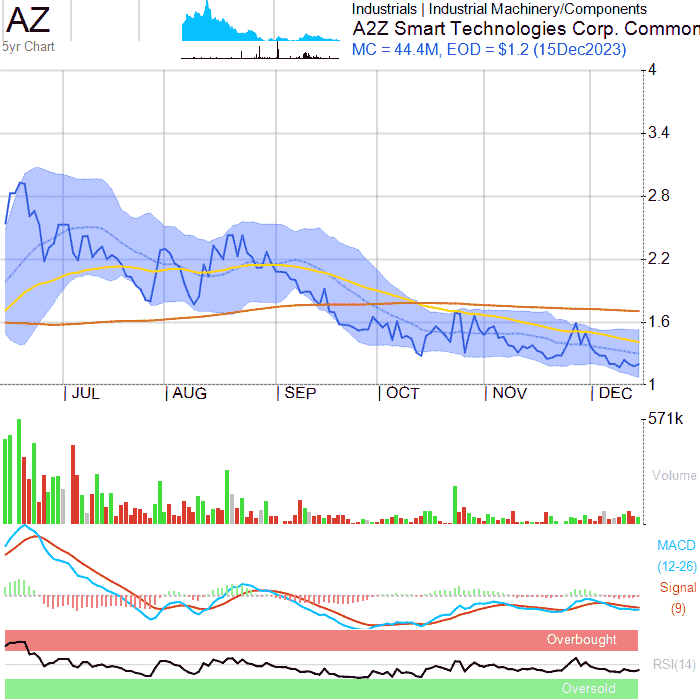 AZ
5yr Chart
Industrials | Industrial Machinery/Components
A2Z Smart Technologies Corp. Common
MC = 44.4M, EOD = $1.2 (15Dec2023)
4
3.4
2.8
2.2
1.6
1
| JUL | AUG | SEP | OCT | NOV | DEC
571k
Volume
MACD
(12-26)
Signal
(9)
Overbought
RSI(14)
Oversold